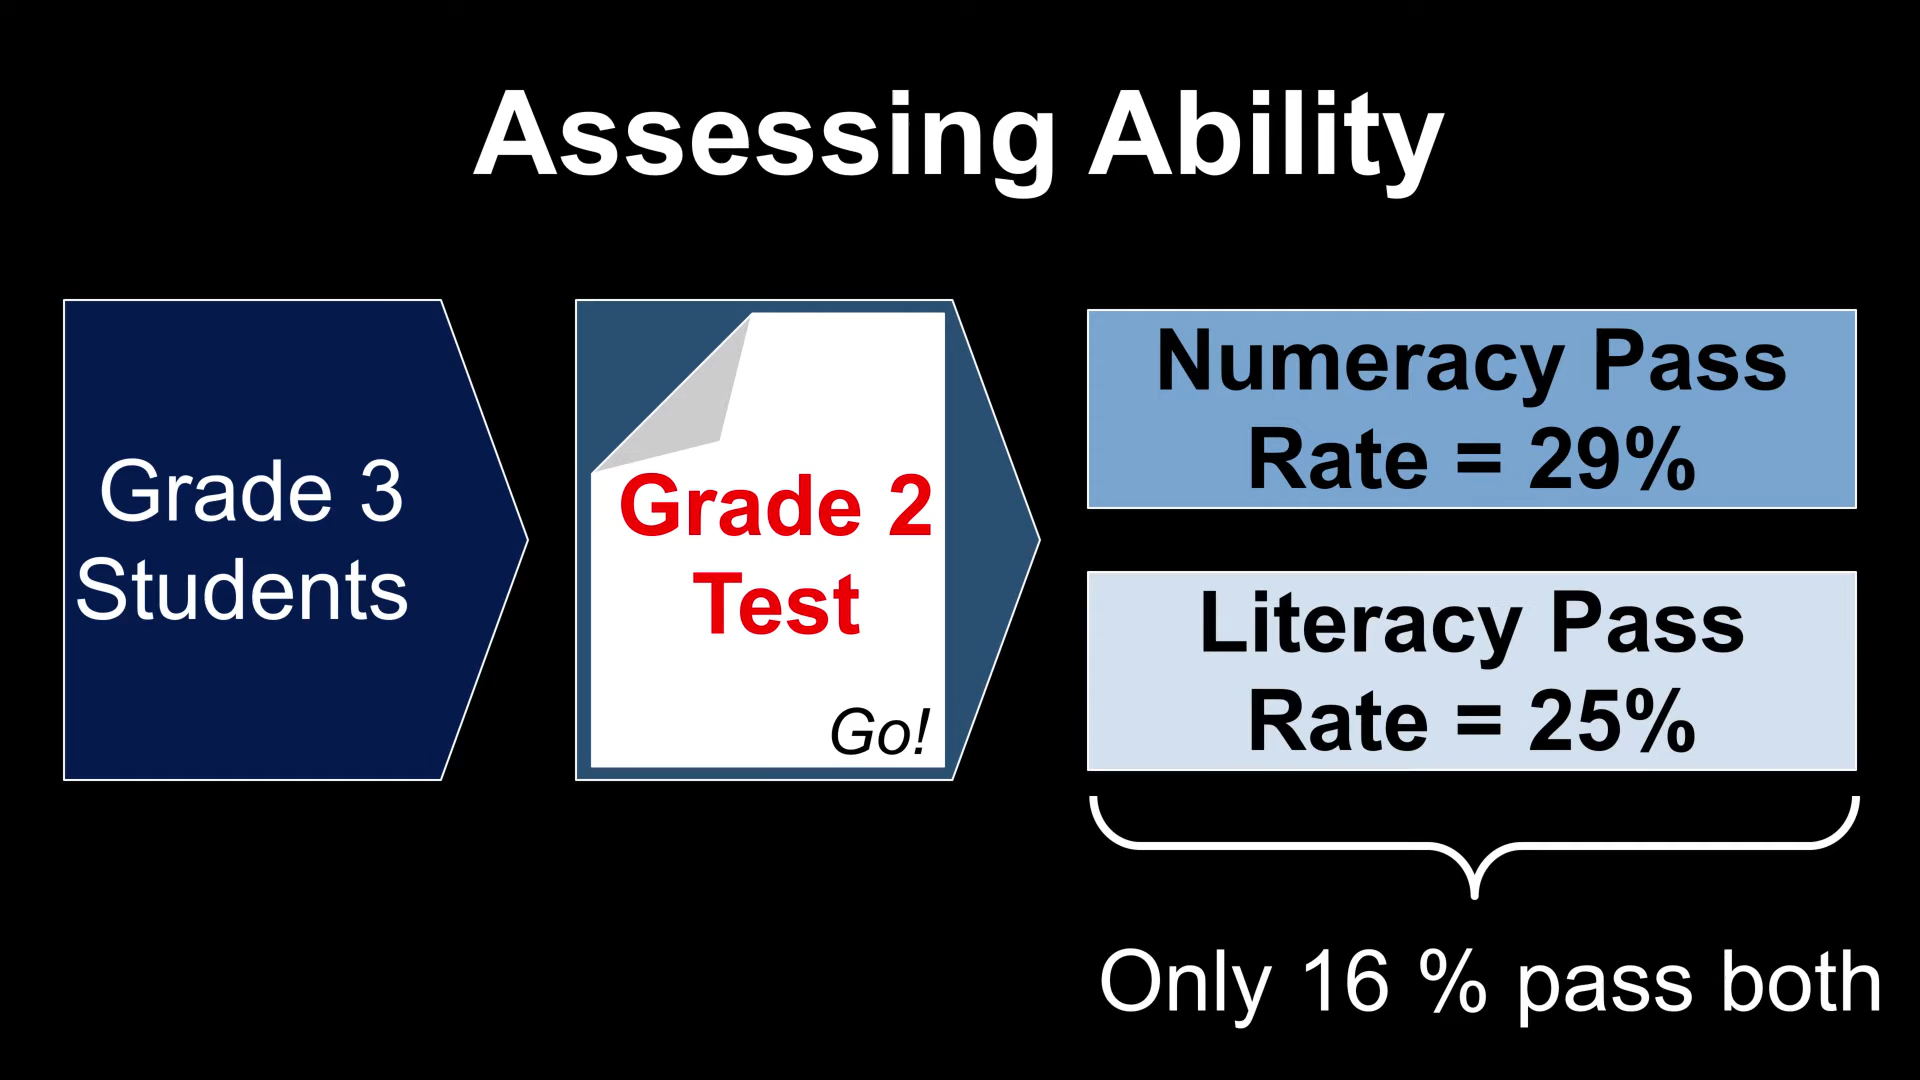 Assessing Ability
Grade 3
Students
Grade 2
Test
Go!
Numeracy Pass
Rate = 29%
Literacy Pass
Rate = 25%
Only 16 % pass both